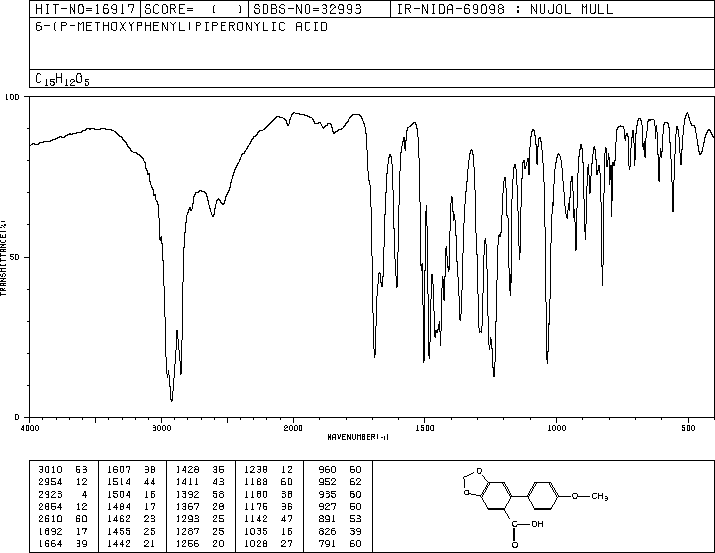 HIT-NO=16917 SCORE= ( ) SDBS-NO=32993 IR-NIDA-69098 : NUJOL MULL
6-(P-METHOXYPHENYL)PIPERONYLIC ACID
C15H12O5
100
50
0
TRANSMITTANCE(%)
4000 3000 2000 1500 1000 500
WAVENUMBER(-1)
3010 63 1607 38 1428 35 1238 12 960 60
2954 12 1514 44 1411 43 1188 60 952 62
2923 4 1504 16 1392 58 1180 38 935 60
2854 12 1484 17 1367 28 1176 36 927 50
2610 60 1462 23 1293 25 1142 47 891 53
1692 17 1455 25 1287 25 1035 16 826 39
1664 39 1442 21 1256 20 1028 27 791 60
O
O
O—CH3
C—OH
O